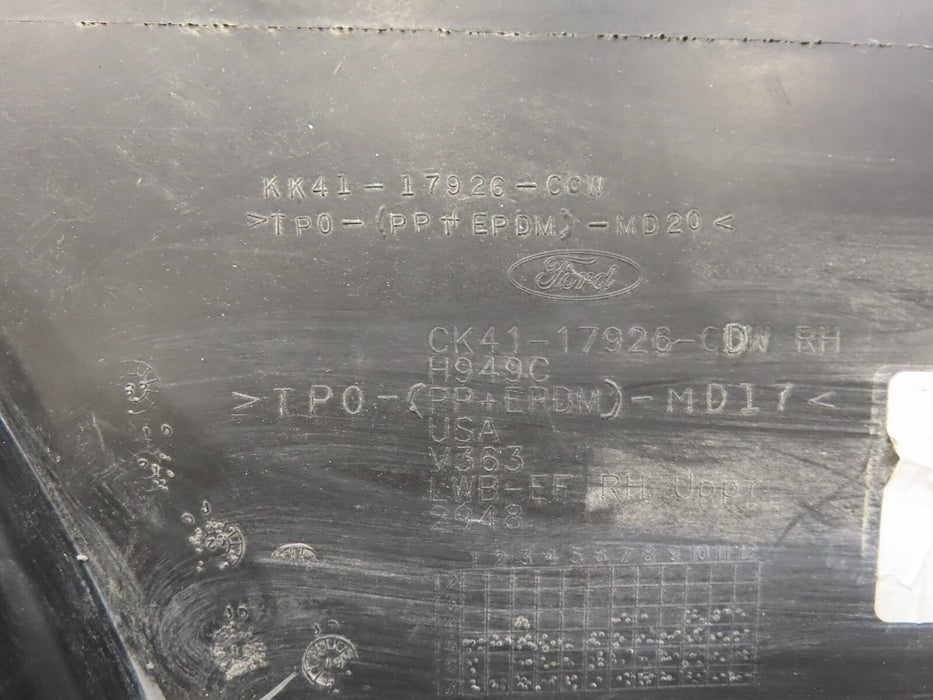 KK41-17926-CCW
>TPO-(PP+EPDM)-MD20<
Ford
CK41-17926-CDW RH
H949C
>TPO-(PP+EPDM)-MD17<
USA
V363
LWB-EF RH Uppr
2948
1 2 3 4 5 6 7 8 9 10 11 12